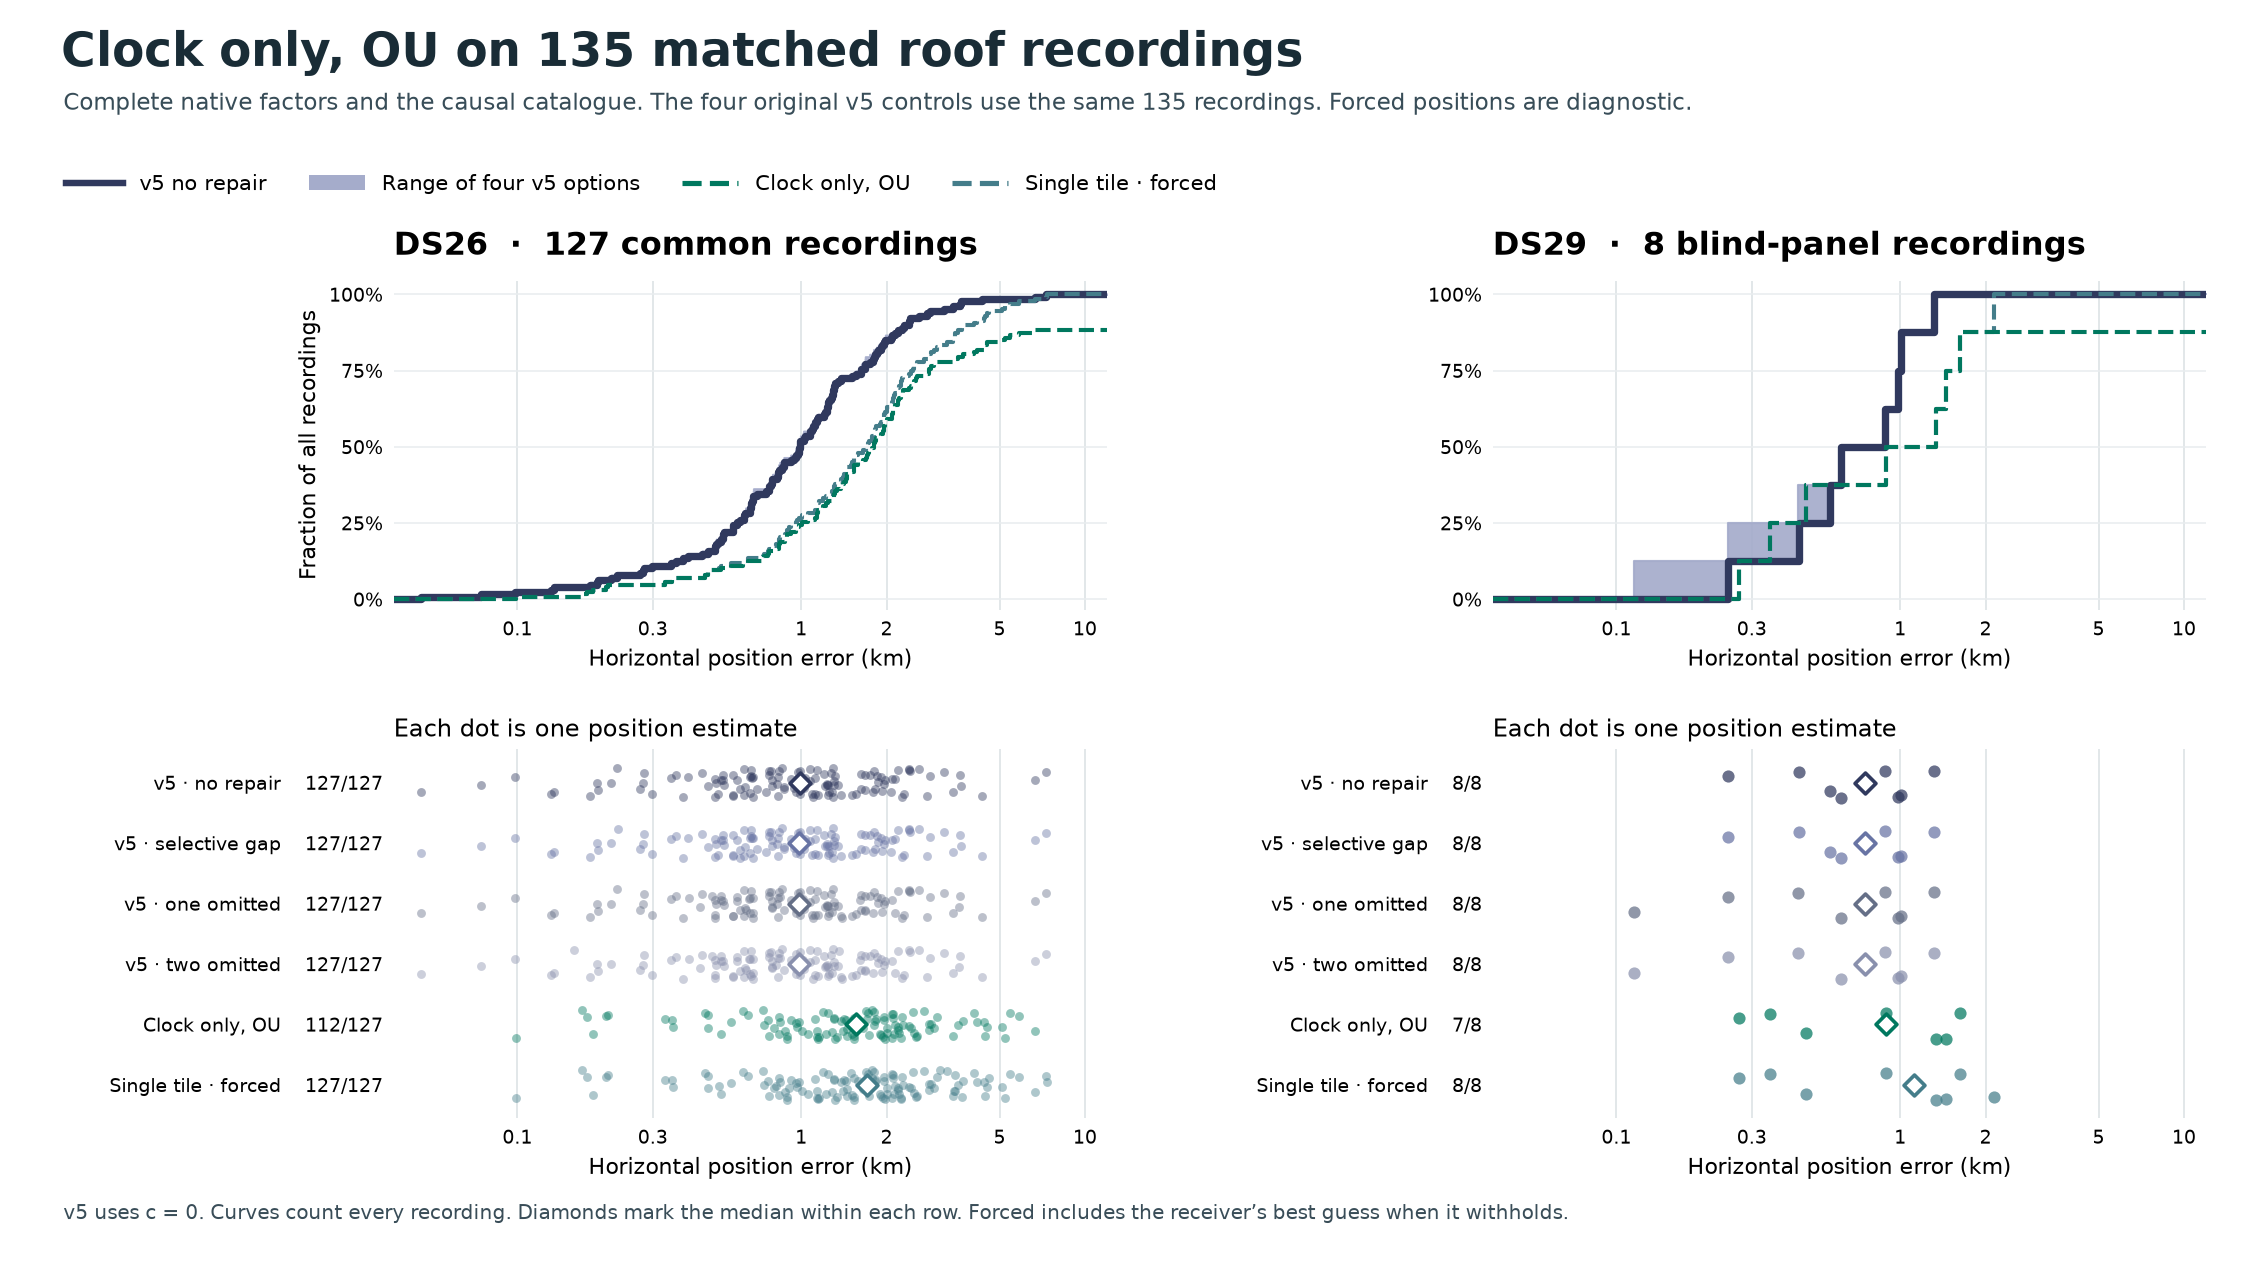 Clock only, OU on 135 matched roof recordings
Complete native factors and the causal catalogue. The four original v5 controls use the same 135 recordings. Forced positions are diagnostic.
v5 no repair
Range of four v5 options
Clock only, OU
Single tile · forced
DS26 · 127 common recordings
100%
75%
50%
25%
0%
Fraction of all recordings
0.1 0.3 1 2 5 10
Horizontal position error (km)
DS29 · 8 blind-panel recordings
100%
75%
50%
25%
0%
0.1 0.3 1 2 5 10
Horizontal position error (km)
Each dot is one position estimate
v5 · no repair 127/127
v5 · selective gap 127/127
v5 · one omitted 127/127
v5 · two omitted 127/127
Clock only, OU 112/127
Single tile · forced 127/127
0.1 0.3 1 2 5 10
Horizontal position error (km)
Each dot is one position estimate
v5 · no repair 8/8
v5 · selective gap 8/8
v5 · one omitted 8/8
v5 · two omitted 8/8
Clock only, OU 7/8
Single tile · forced 8/8
0.1 0.3 1 2 5 10
Horizontal position error (km)
v5 uses c = 0. Curves count every recording. Diamonds mark the median within each row. Forced includes the receiver’s best guess when it withholds.